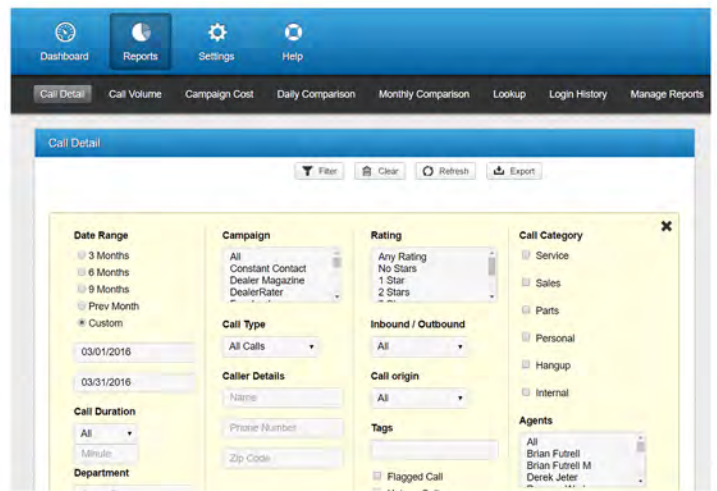 Dashboard
Reports
Settings
Help
Call Detail
Call Volume
Campaign Cost
Daily Comparison
Monthly Comparison
Lookup
Login History
Manage Reports
Call Detail
Filter
Clear
Refresh
Export
Date Range
3 Months
6 Months
9 Months
Prev Month
Custom
03/01/2016
03/31/2016
Call Duration
All
Minute
Department
Campaign
All
Constant Contact
Dealer Magazine
DealerRater
Call Type
All Calls
Caller Details
Name
Phone Number
Zip Code
Rating
Any Rating
No Stars
1 Star
2 Stars
Inbound / Outbound
All
Call origin
All
Tags
Flagged Call
Call Category
Service
Sales
Parts
Personal
Hangup
Internal
Agents
All
Brian Futrell
Brian Futrell M
Derek Jeter